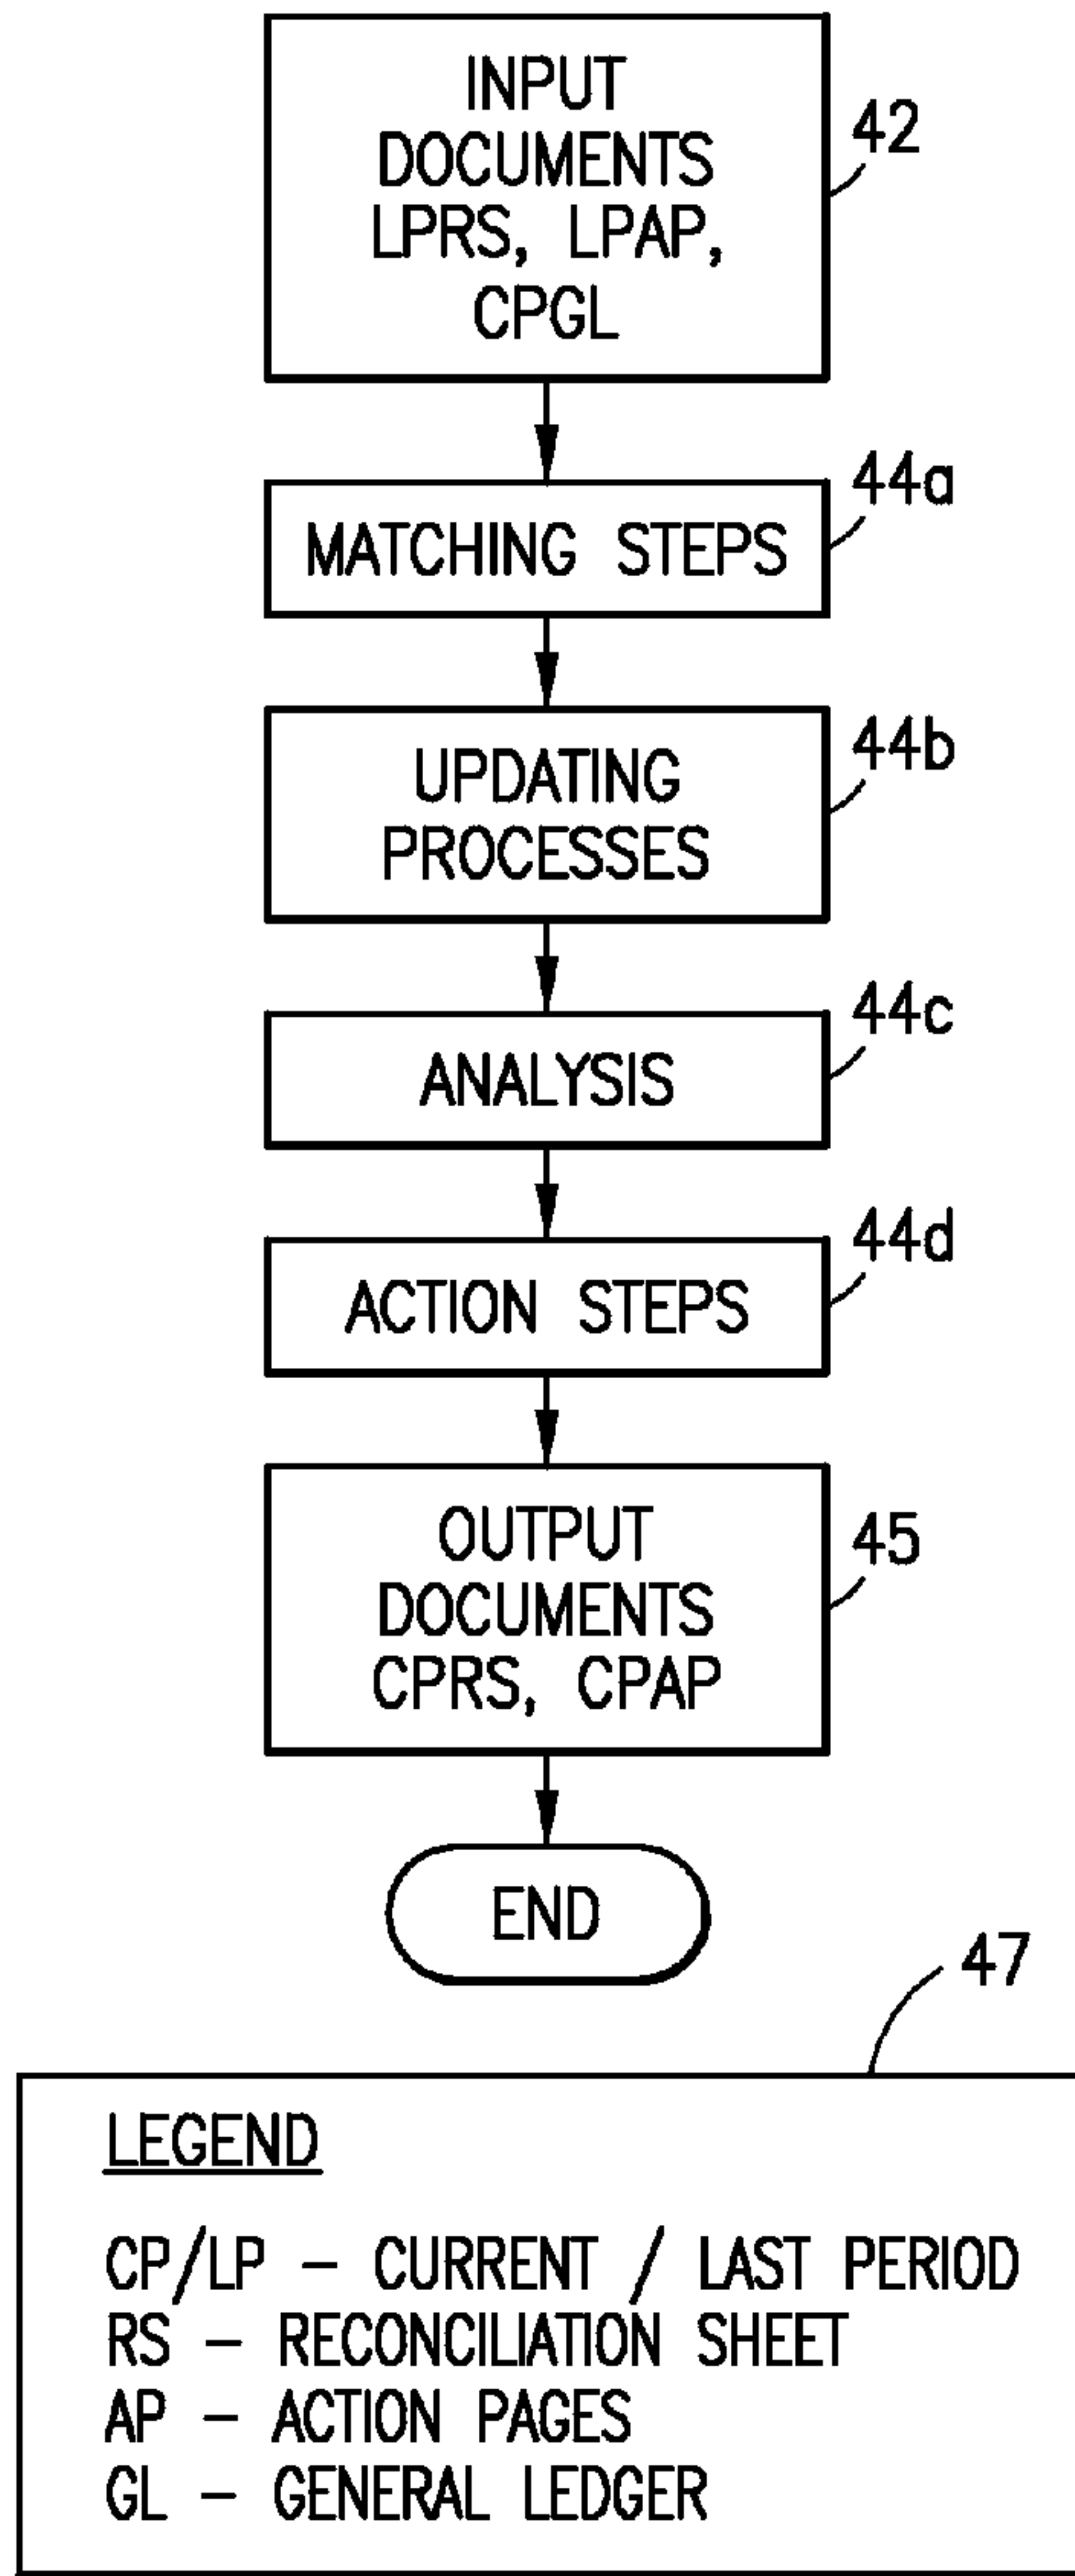 INPUT
DOCUMENTS
LPRS, LPAP,
CPGL
42
MATCHING STEPS
44a
UPDATING
PROCESSES
44b
ANALYSIS
44c
ACTION STEPS
44d
OUTPUT
DOCUMENTS
CPRS, CPAP
45
END
47
LEGEND
CP/LP – CURRENT / LAST PERIOD
RS – RECONCILIATION SHEET
AP – ACTION PAGES
GL – GENERAL LEDGER